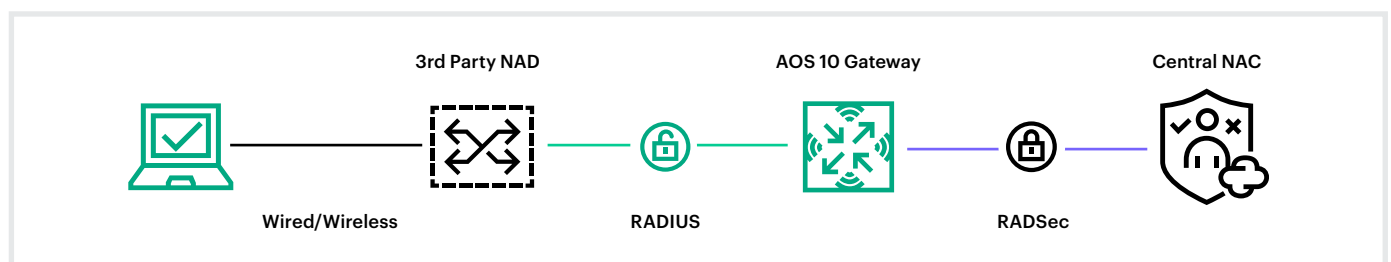 3rd Party NAD
AOS 10 Gateway
Central NAC
Wired/Wireless
RADIUS
RADSec